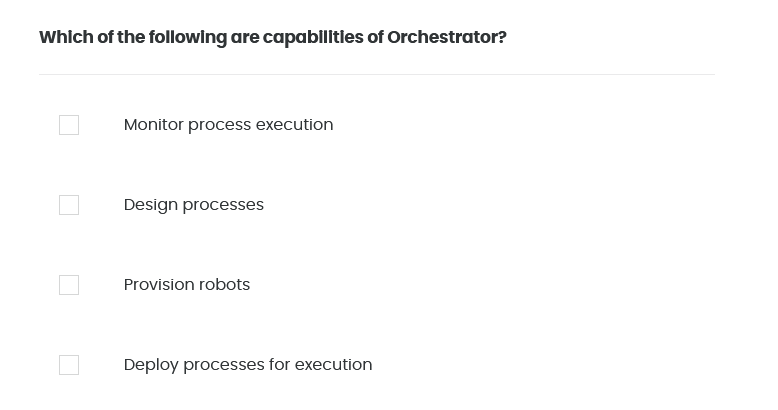 Which of the following are capabilities of Orchestrator?
Monitor process execution
Design processes
Provision robots
Deploy processes for execution